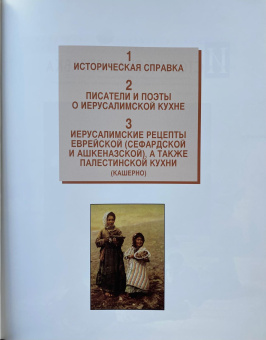 1
ИСТОРИЧЕСКАЯ СПРАВКА
2
ПИСАТЕЛИ И ПОЭТЫ
О ИЕРУСАЛИМСКОЙ КУХНЕ
3
ИЕРУСАЛИМСКИЕ РЕЦЕПТЫ
ЕВРЕЙСКОЙ (СЕФАРДСКОЙ
И АШКЕНАЗСКОЙ), А ТАКЖЕ
ПАЛЕСТИНСКОЙ КУХНИ
(КАШЕРНО)